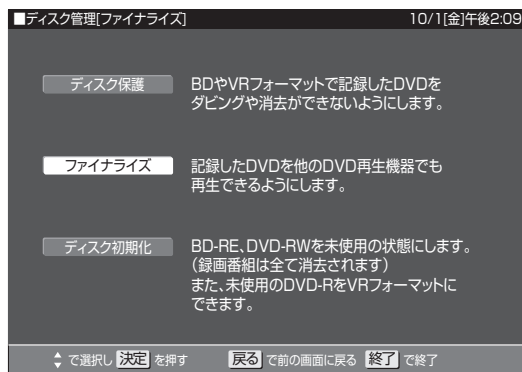 ■ディスク管理[ファイナライズ] 10/1[金]午後2:09
ディスク保護
BDやVRフォーマットで記録したDVDを
ダビングや消去ができないようにします。
ファイナライズ
記録したDVDを他のDVD再生機器でも
再生できるようにします。
ディスク初期化
BD-RE、DVD-RWを未使用の状態にします。
(録画番組は全て消去されます)
また、未使用のDVD-RをVRフォーマットに
できます。
で選択し 決定 を押す 戻る で前の画面に戻る 終了 で終了